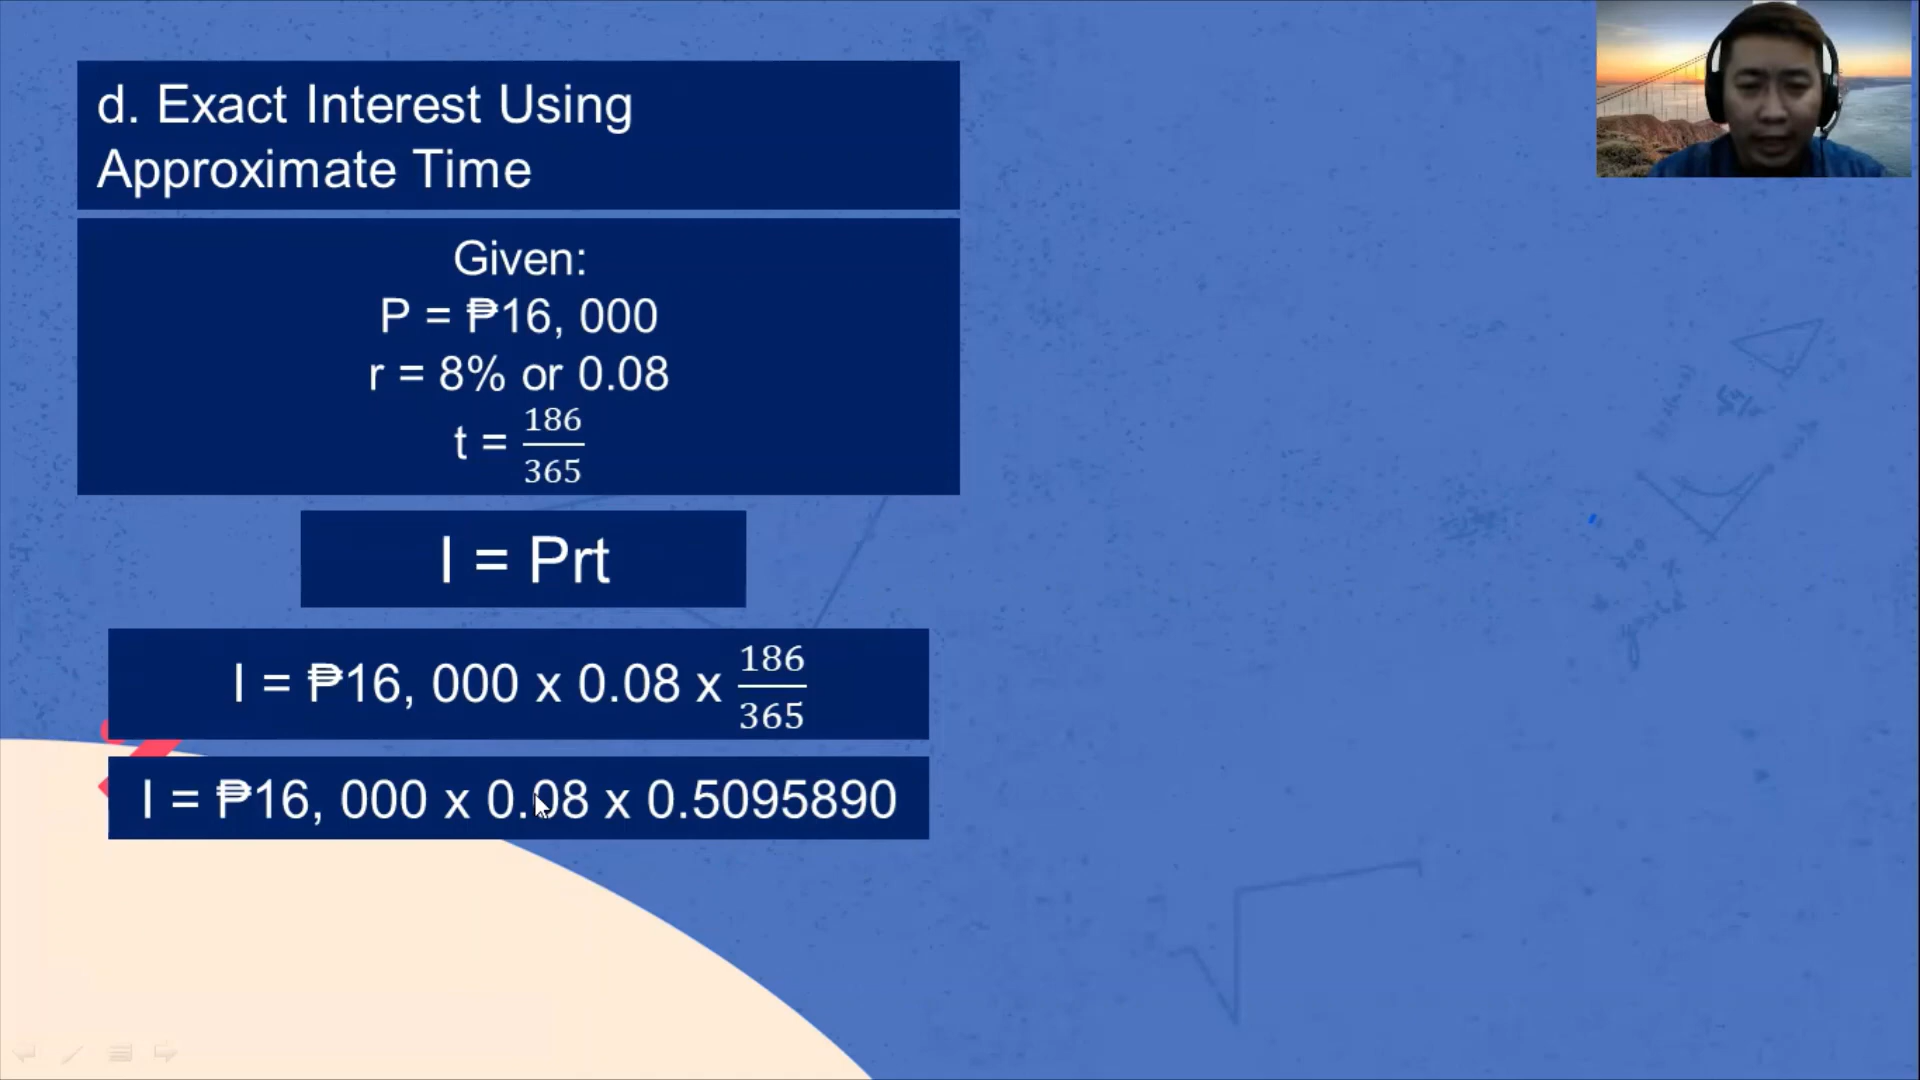 d. Exact Interest Using
Approximate Time
Given:
P = ₱16, 000
r = 8% or 0.08
t = 186/365
I = Prt
I = ₱16, 000 x 0.08 x 186/365
I = ₱16, 000 x 0.08 x 0.5095890